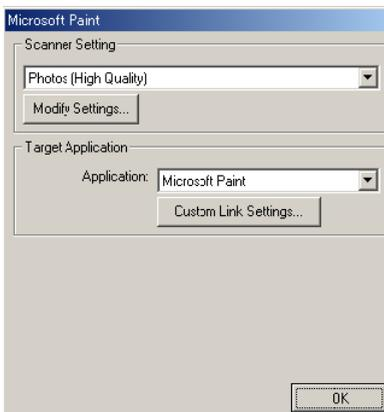 Microsoft Paint
Scanner Setting
Photos (High Quality)
Modify Settings...
Target Application
Application: Microsoft Paint
Custom Link Settings...
OK